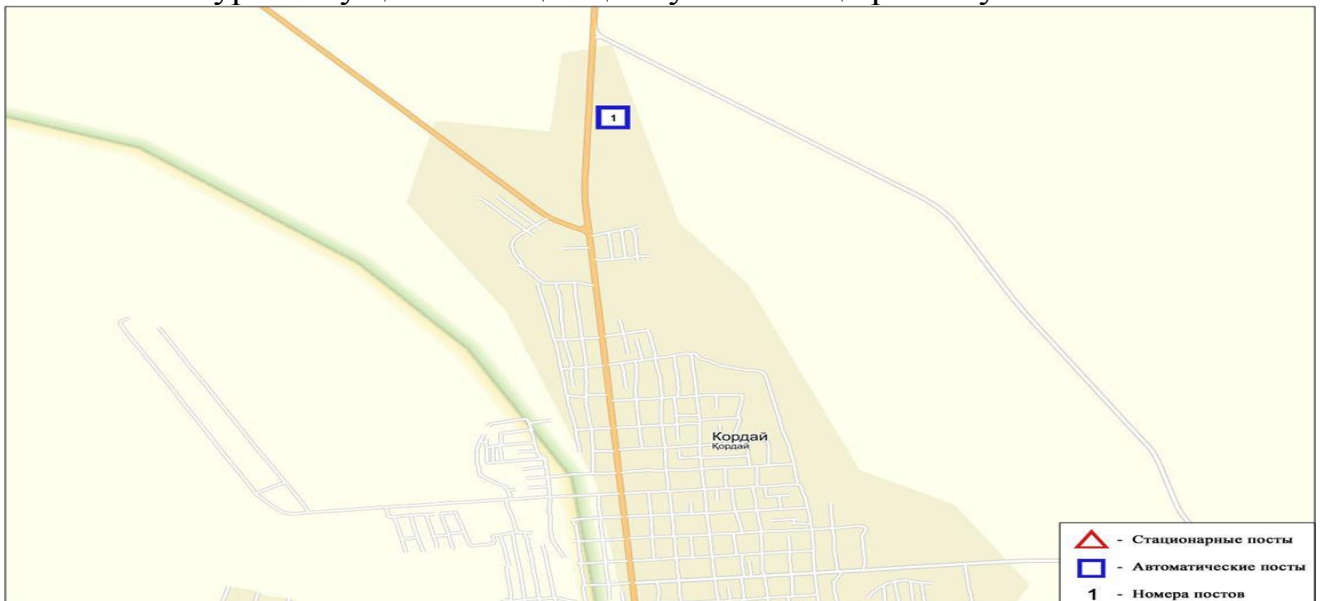 1
Кордай
Қордай
- Стационарные посты
- Автоматические посты
1 - Номера постов